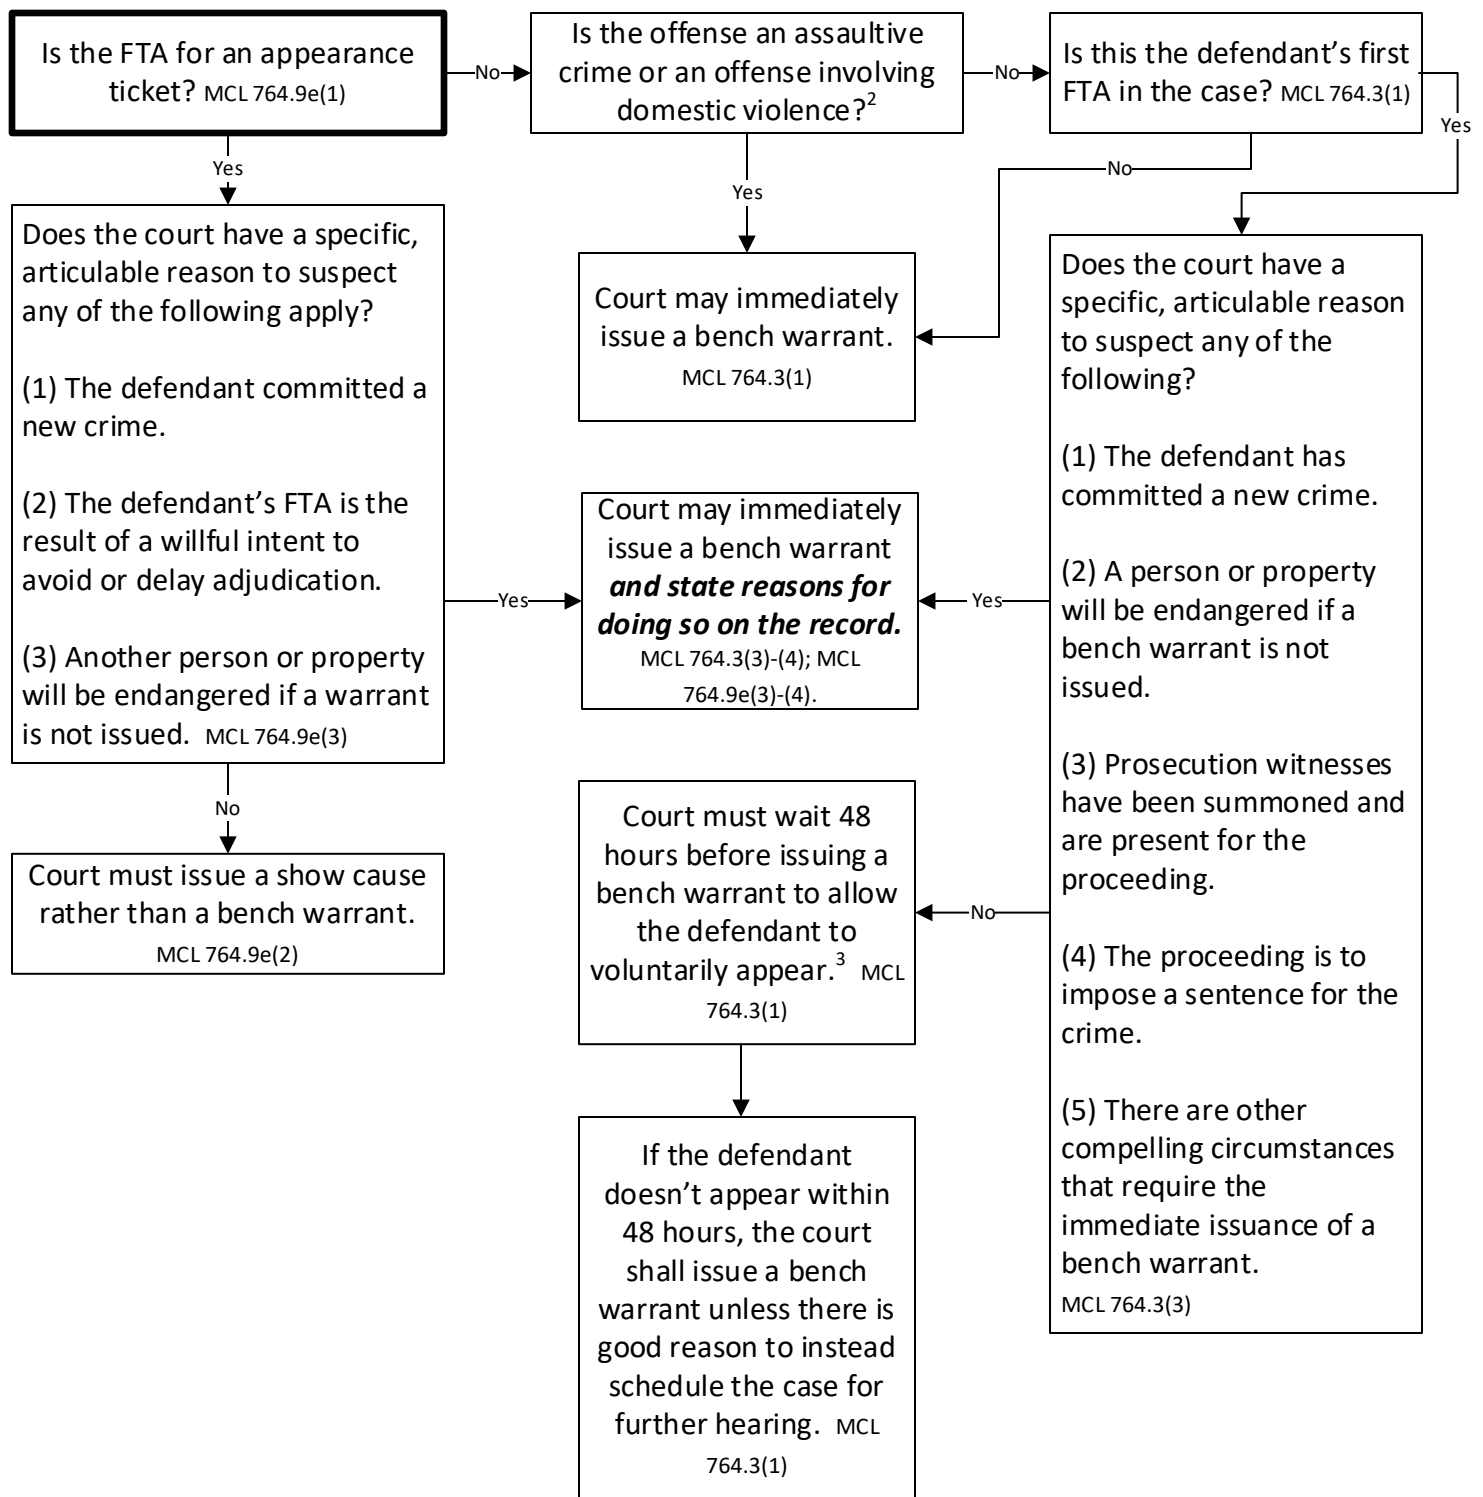 Is the FTA for an appearance
ticket? MCL 764.9e(1)
No
Is the offense an assaultive
crime or an offense involving
domestic violence?2
No
Is this the defendant’s first
FTA in the case? MCL 764.3(1)
Yes
No
Yes
Yes
Does the court have a specific,
articulable reason to suspect
any of the following apply?
(1) The defendant committed a
new crime.
(2) The defendant’s FTA is the
result of a willful intent to
avoid or delay adjudication.
(3) Another person or property
will be endangered if a warrant
is not issued. MCL 764.9e(3)
Court may immediately
issue a bench warrant.
MCL 764.3(1)
Does the court have a
specific, articulable reason
to suspect any of the
following?
(1) The defendant has
committed a new crime.
(2) A person or property
will be endangered if a
bench warrant is not
issued.
(3) Prosecution witnesses
have been summoned and
are present for the
proceeding.
(4) The proceeding is to
impose a sentence for the
crime.
(5) There are other
compelling circumstances
that require the
immediate issuance of a
bench warrant.
MCL 764.3(3)
Yes
Court may immediately
issue a bench warrant
and state reasons for
doing so on the record.
MCL 764.3(3)-(4); MCL
764.9e(3)-(4).
Yes
No
Court must issue a show cause
rather than a bench warrant.
MCL 764.9e(2)
Court must wait 48
hours before issuing a
bench warrant to allow
the defendant to
voluntarily appear.3 MCL
764.3(1)
No
If the defendant
doesn’t appear within
48 hours, the court
shall issue a bench
warrant unless there is
good reason to instead
schedule the case for
further hearing. MCL
764.3(1)